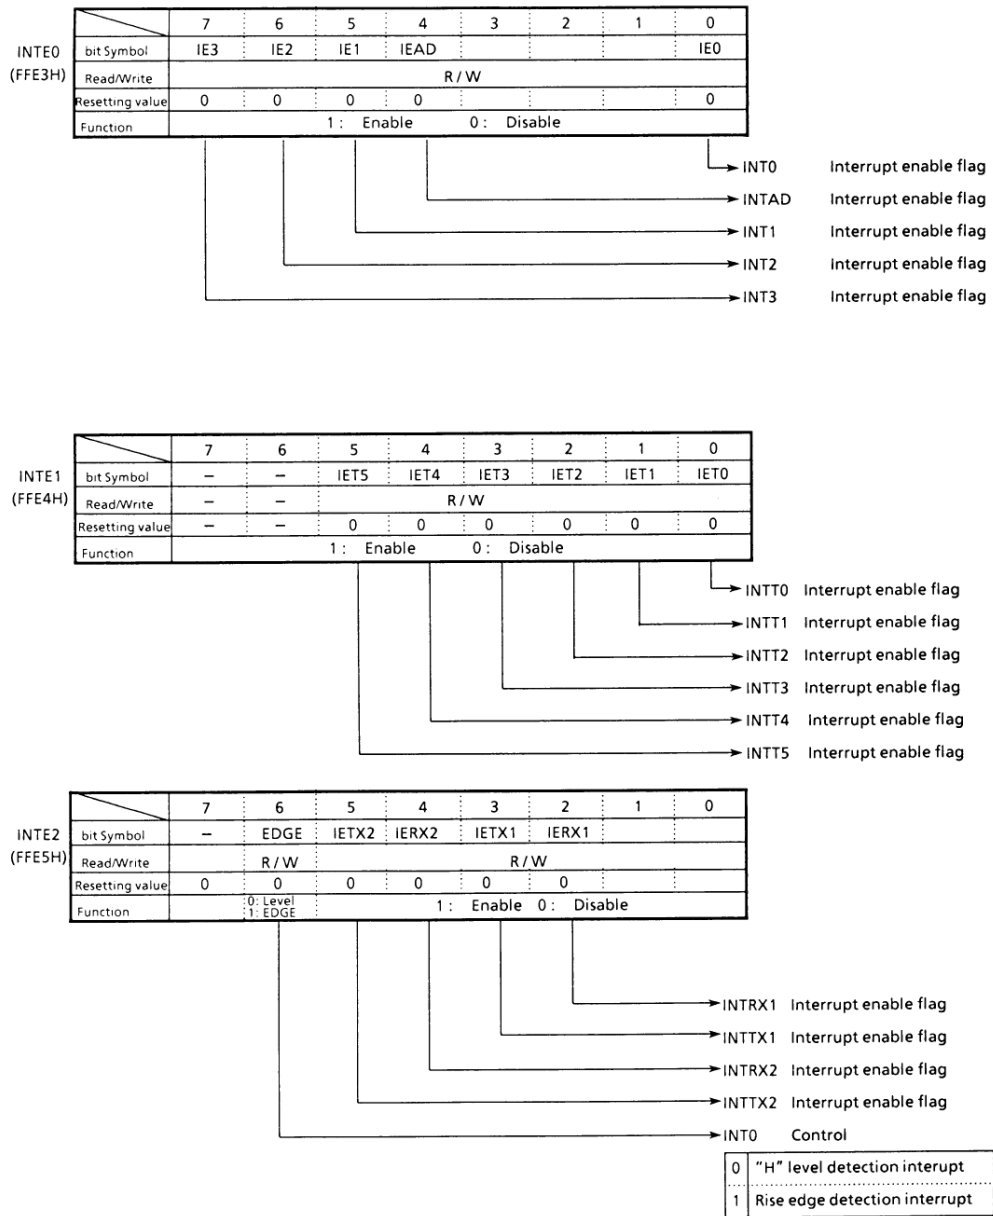 7 6 5 4 3 2 1 0
INTE0 bit Symbol IE3 IE2 IE1 IEAD IE0
(FFE3H) Read/Write R/W
Resetting value 0 0 0 0 0
Function 1 : Enable 0 : Disable
INT0 Interrupt enable flag
INTAD Interrupt enable flag
INT1 Interrupt enable flag
INT2 Interrupt enable flag
INT3 Interrupt enable flag
7 6 5 4 3 2 1 0
INTE1 bit Symbol – – IET5 IET4 IET3 IET2 IET1 IET0
(FFE4H) Read/Write – – R/W
Resetting value – – 0 0 0 0 0 0
Function 1 : Enable 0 : Disable
INTT0 Interrupt enable flag
INTT1 Interrupt enable flag
INTT2 Interrupt enable flag
INTT3 Interrupt enable flag
INTT4 Interrupt enable flag
INTT5 Interrupt enable flag
7 6 5 4 3 2 1 0
INTE2 bit Symbol – EDGE IETX2 IERX2 IETX1 IERX1
(FFE5H) Read/Write R/W R/W
Resetting value 0 0 0 0 0 0
Function 0: Level 1 : Enable 0 : Disable
1: EDGE
INTRX1 Interrupt enable flag
INTTX1 Interrupt enable flag
INTRX2 Interrupt enable flag
INTTX2 Interrupt enable flag
INT0 Control
0 "H" level detection interupt
1 Rise edge detection interrupt